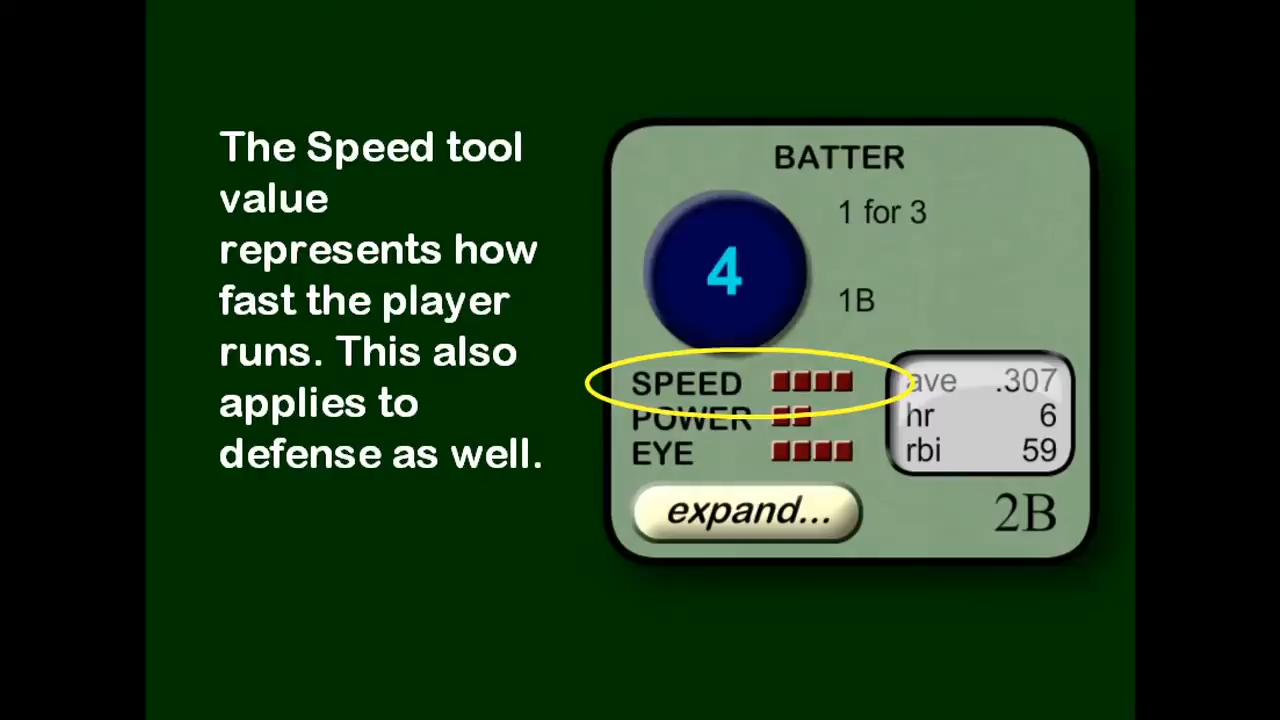 The Speed tool
value
represents how
fast the player
runs. This also
applies to
defense as well.
BATTER
4
1 for 3
1B
SPEED
POWER
EYE
ave .307
hr 6
rbi 59
expand...
2B